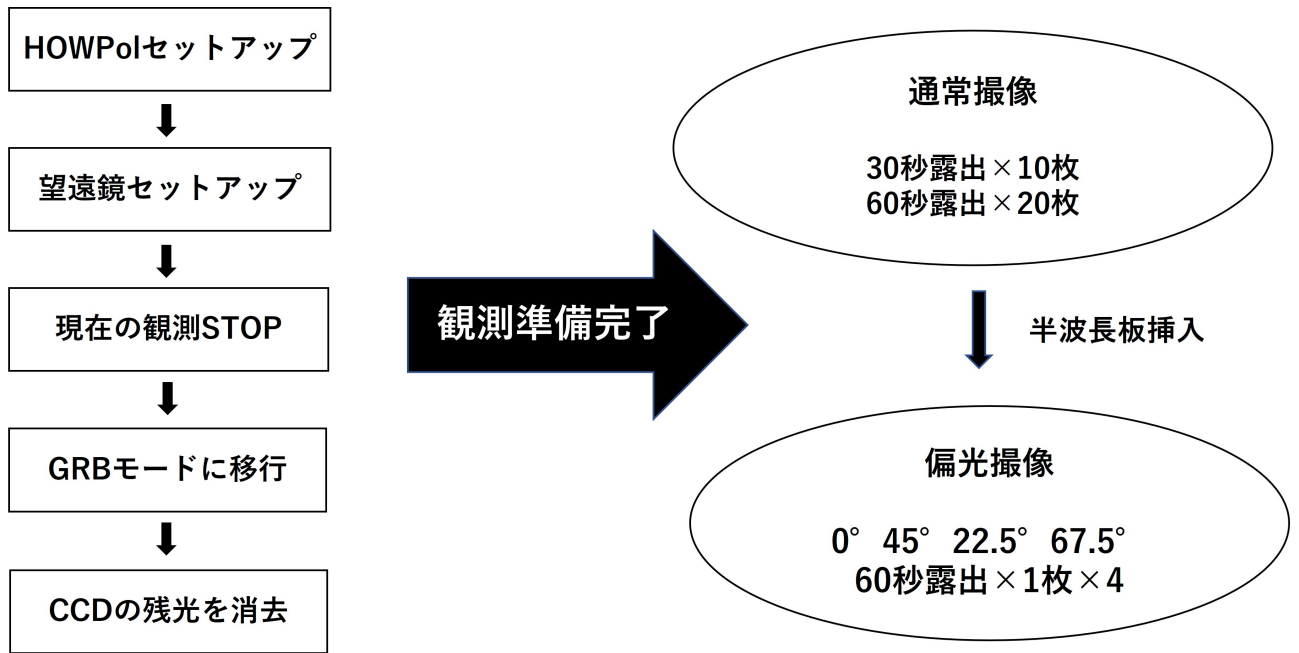 HOWPolセットアップ
望遠鏡セットアップ
現在の観測STOP
GRBモードに移行
CCDの残光を消去
観測準備完了
通常撮像
30秒露出×10枚
60秒露出×20枚
半波長板挿入
偏光撮像
0° 45° 22.5° 67.5°
60秒露出×1枚×4